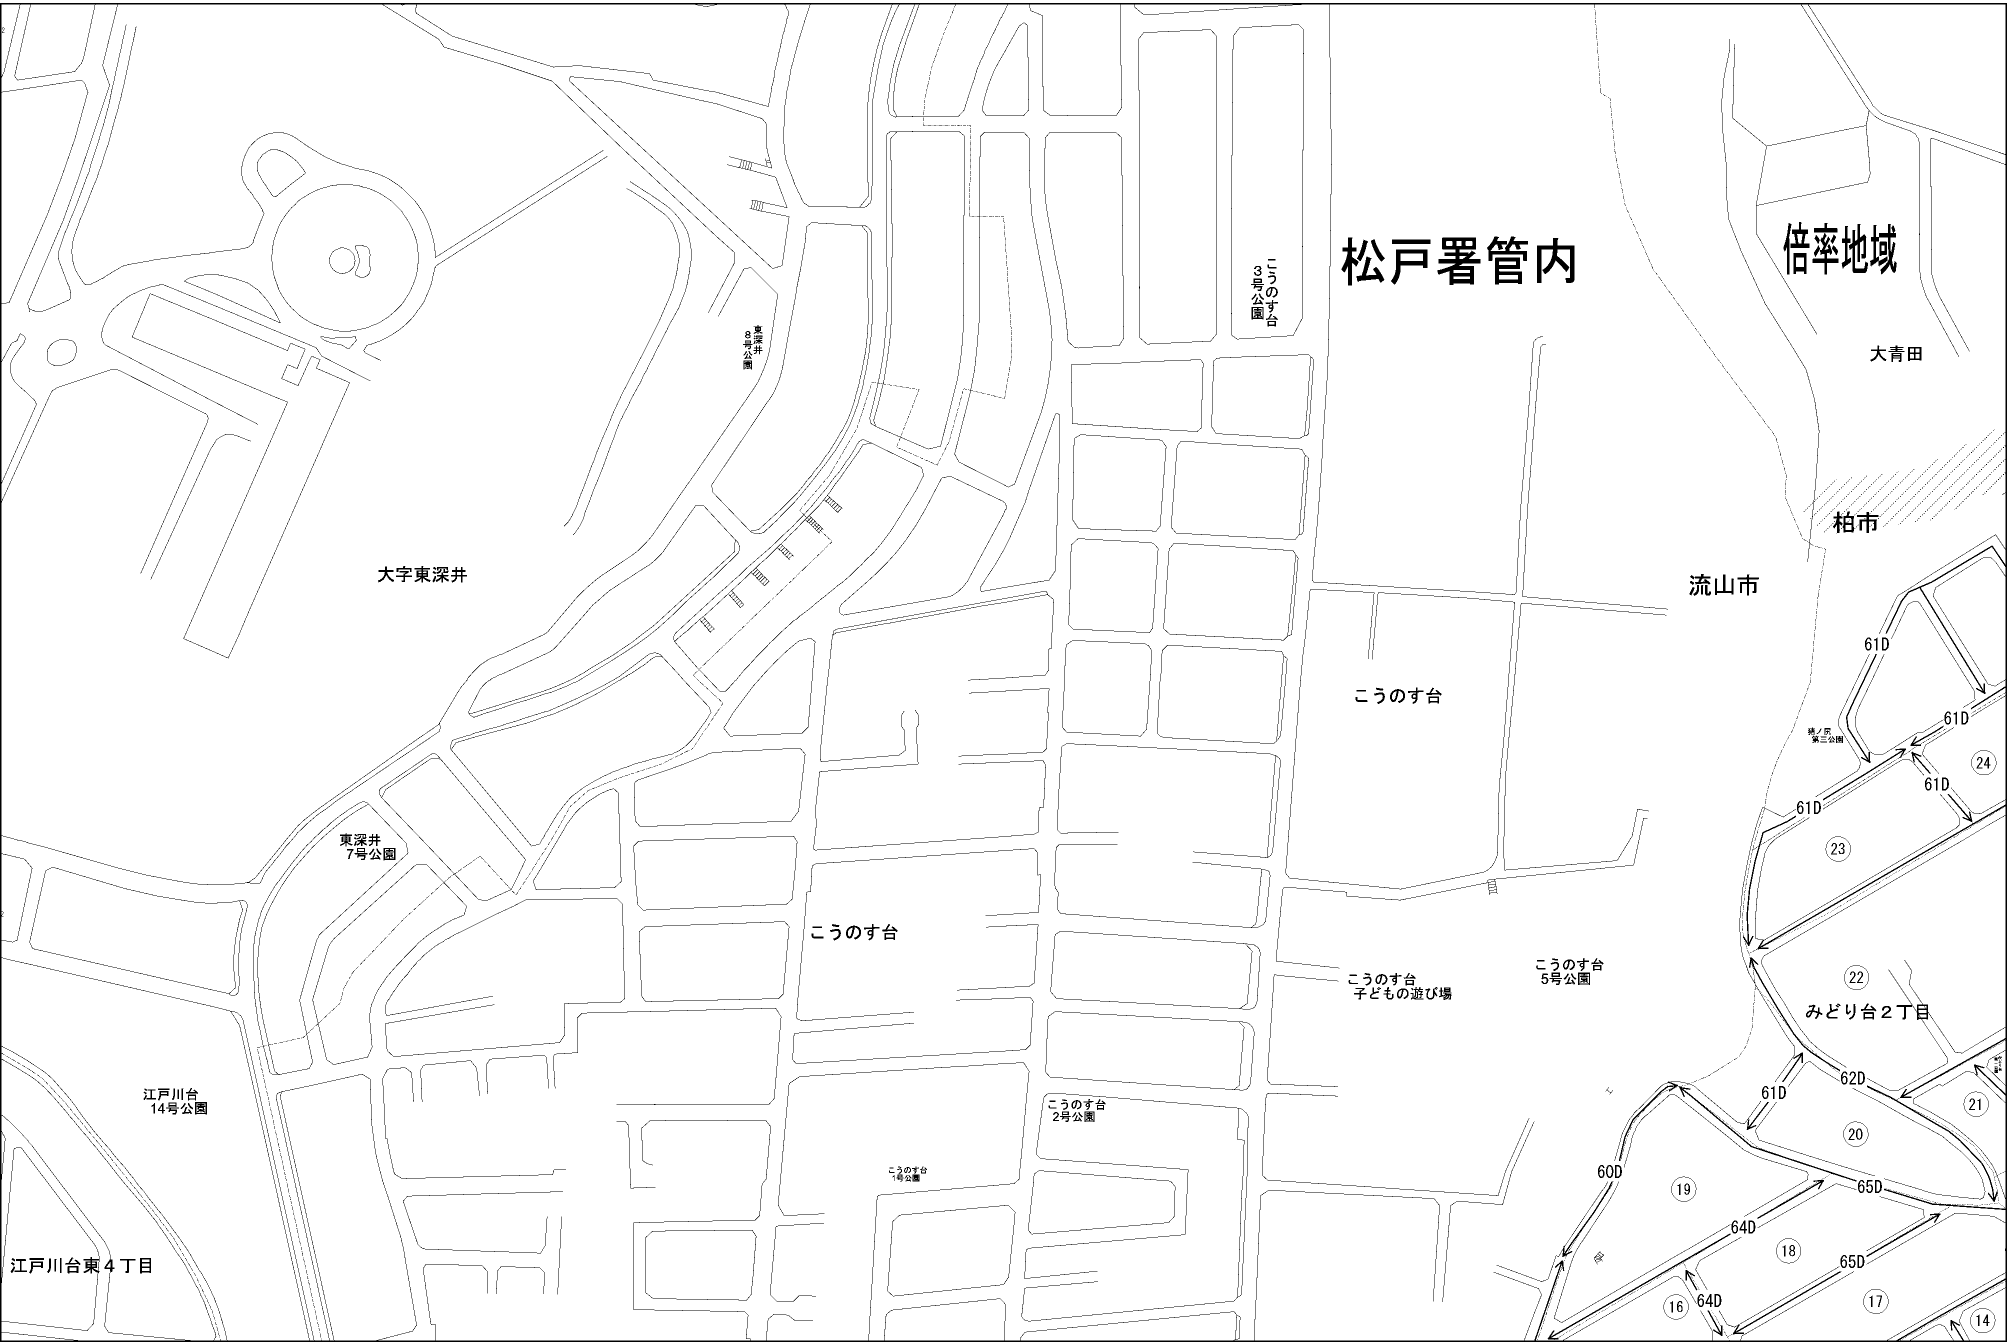 松戸署管内
倍率地域
こうのす台
3号公園
東深井
8号公園
大青田
柏市
大字東深井
流山市
こうのす台
61D
61D
猪ノ尻
第三公園
24
61D
61D
東深井
7号公園
23
こうのす台
こうのす台
子どもの遊び場
こうのす台
5号公園
22
みどり台2丁目
江戸川台
14号公園
62D
61D
こうのす台
2号公園
21
20
こうのす台
1号公園
60D
19
65D
64D
18
65D
江戸川台東4丁目
16
64D
17
14